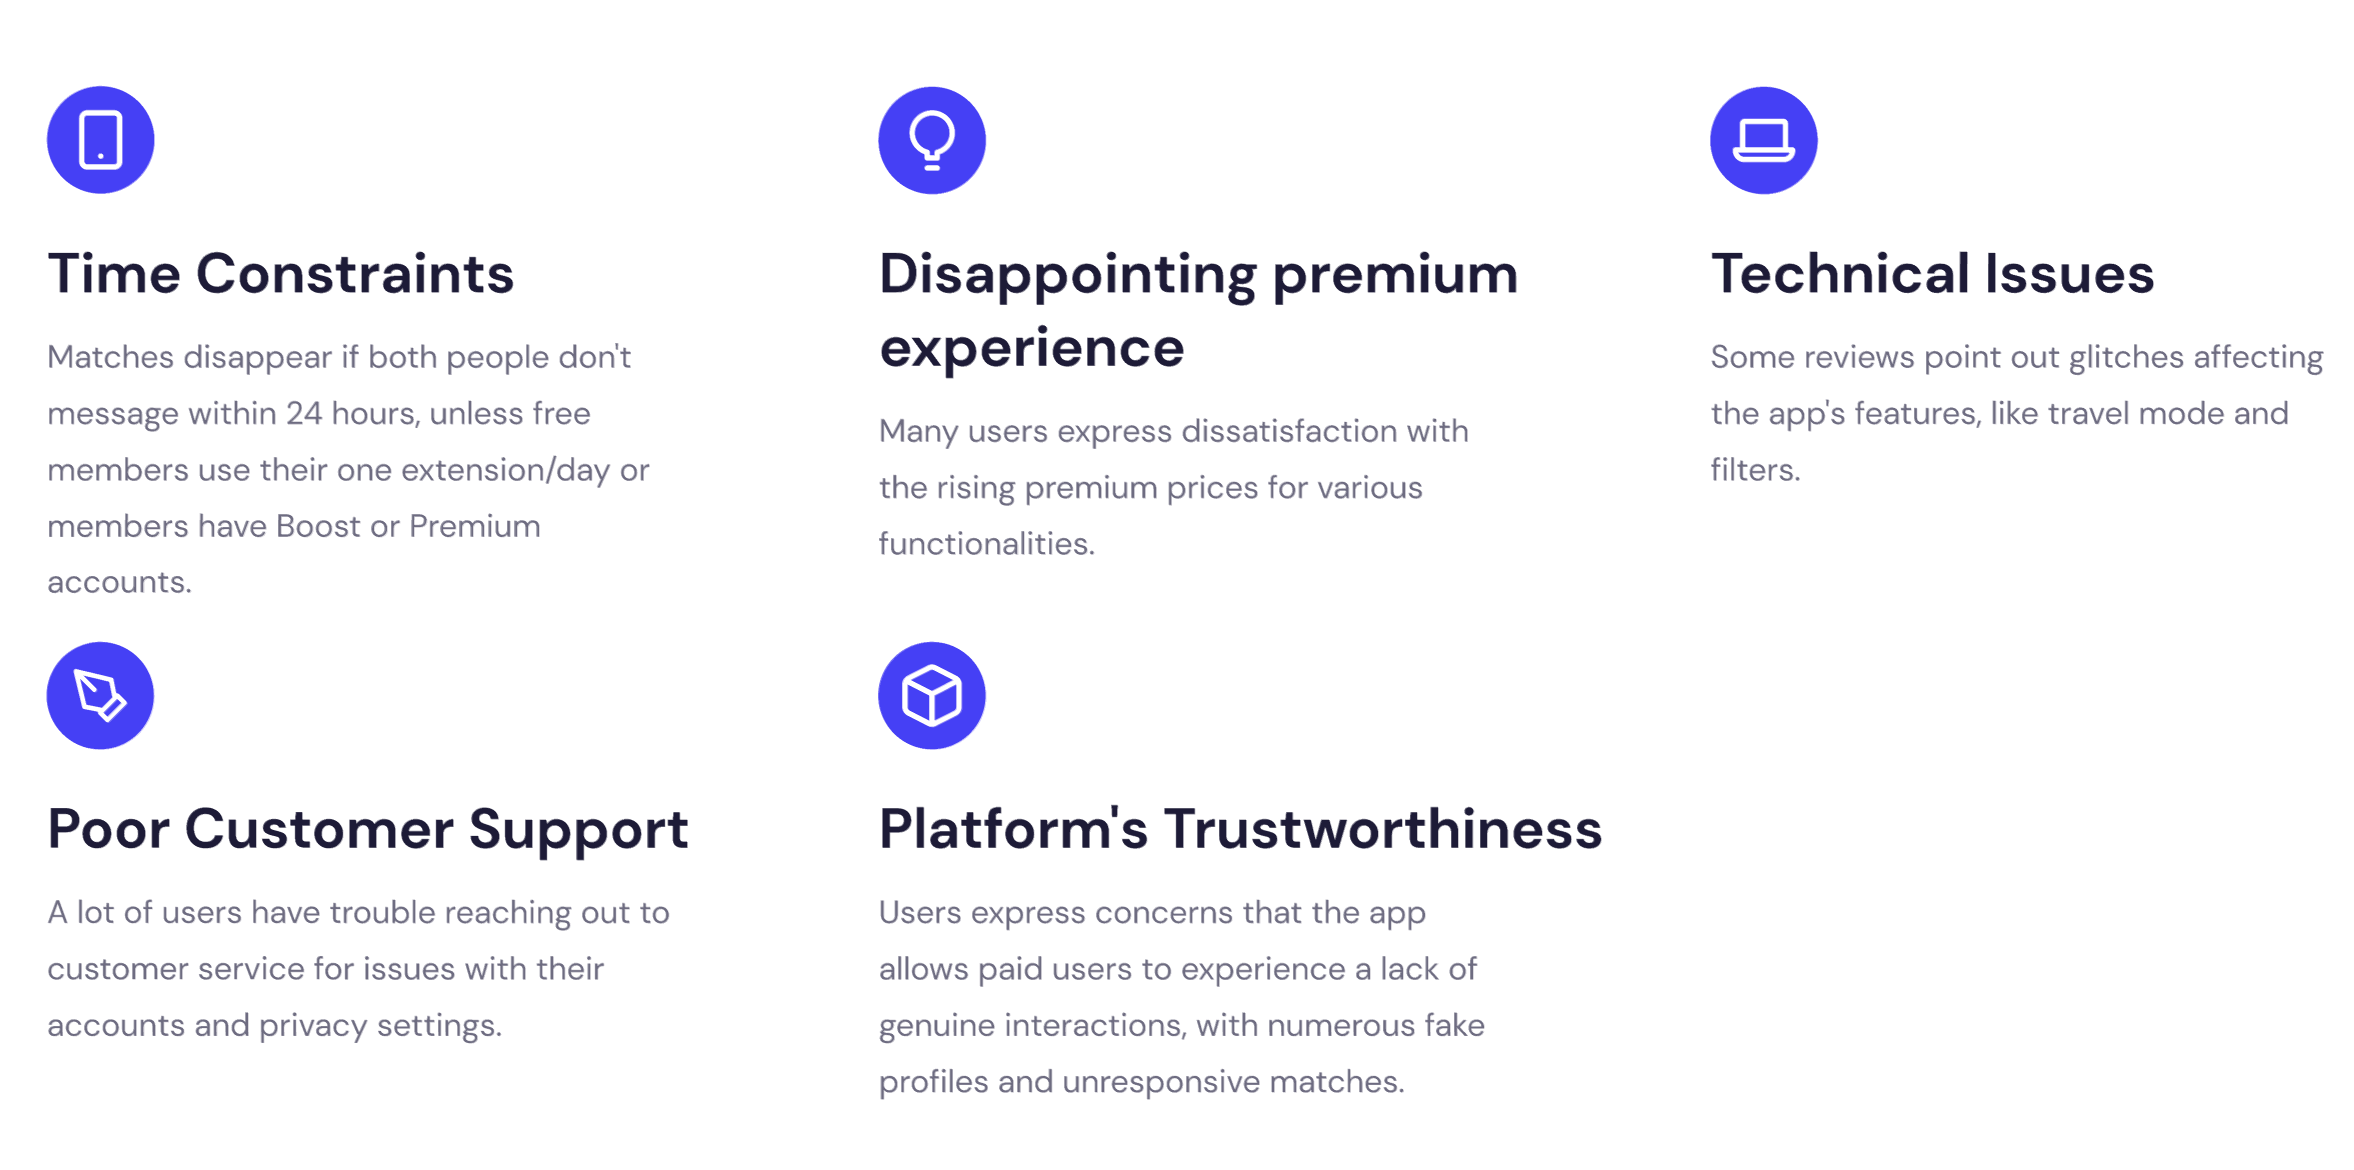 Time Constraints
Matches disappear if both people don't
message within 24 hours, unless free
members use their one extension/day or
members have Boost or Premium
accounts.
Disappointing premium
experience
Many users express dissatisfaction with
the rising premium prices for various
functionalities.
Technical Issues
Some reviews point out glitches affecting
the app's features, like travel mode and
filters.
Poor Customer Support
A lot of users have trouble reaching out to
customer service for issues with their
accounts and privacy settings.
Platform's Trustworthiness
Users express concerns that the app
allows paid users to experience a lack of
genuine interactions, with numerous fake
profiles and unresponsive matches.